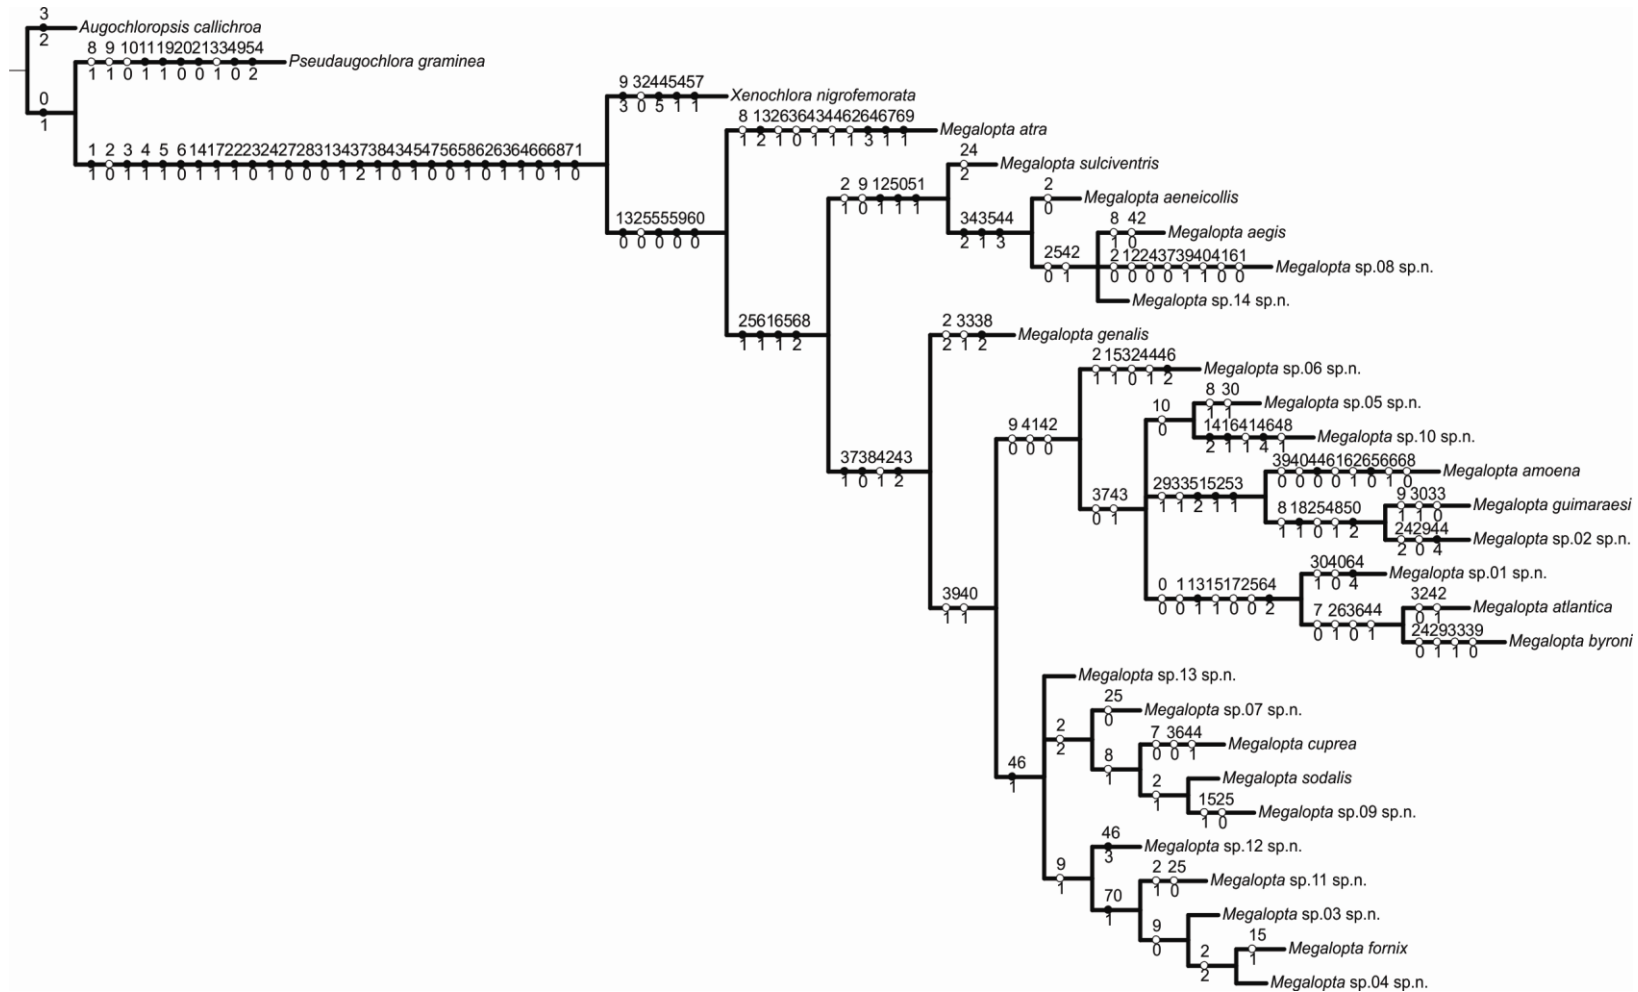 3
Augochloropsis callichroa
2
8 9 1011192021334954
Pseudaugochlora graminea
1 1 0 1 1 0 0 1 0 2
9 32445457
Xenochlora nigrofemorata
3 0 5 1 1
0
1
8 132636434462646769
Megalopta atra
1 2 1 0 1 1 1 3 1 1
1 2 3 4 5 6 141722232427283134373843454756586263646668 71
1 0 1 1 1 0 1 1 1 0 1 0 0 1 2 0 1 0 1 0 0 1 0 1 1 0 1 0
24
Megalopta sulciventris
2
2 9 125051
1 0 1 1 1
2
Megalopta aeneicollis
0
1325555960
0 0 0 0 0
343544
2 1 3
8 42
Megalopta aegis
1 0
2542
0 1
2 12243739404161
Megalopta sp.08 sp.n.
0 0 0 0 1 1 0 0
Megalopta sp.14 sp.n.
25616568
1 1 1 2
2 3338
Megalopta genalis
2 1 2
2 15324446
Megalopta sp.06 sp.n.
1 1 0 1 2
8 30
Megalopta sp.05 sp.n.
1 1
10
0
9 4142
0 0 0
1416414648
Megalopta sp.10 sp.n.
2 1 1 4 1
37384243
1 0 1 2
3940446162656668
Megalopta amoena
0 0 0 0 1 0 1 0
2933515253
1 1 2 1 1
9 3033
Megalopta guimaraesi
1 1 0
3743
0 1
8 18254850
1 1 0 1 2
242944
Megalopta sp.02 sp.n.
2 0 4
304064
Megalopta sp.01 sp.n.
1 0 4
0 1 1315172564
0 0 1 1 0 0 2
3940
1 1
3242
Megalopta atlantica
0 1
7 263644
0 1 0 1
24293339
Megalopta byroni
0 1 1 0
Megalopta sp.13 sp.n.
25
Megalopta sp.07 sp.n.
0
2
2
7 3644
Megalopta cuprea
0 0 1
8
1
46
1
Megalopta sodalis
2
1
1525
Megalopta sp.09 sp.n.
1 0
46
Megalopta sp.12 sp.n.
3
9
1
2 25
Megalopta sp.11 sp.n.
1 0
70
1
Megalopta sp.03 sp.n.
9
0
15
Megalopta fornix
1
2
2
Megalopta sp.04 sp.n.